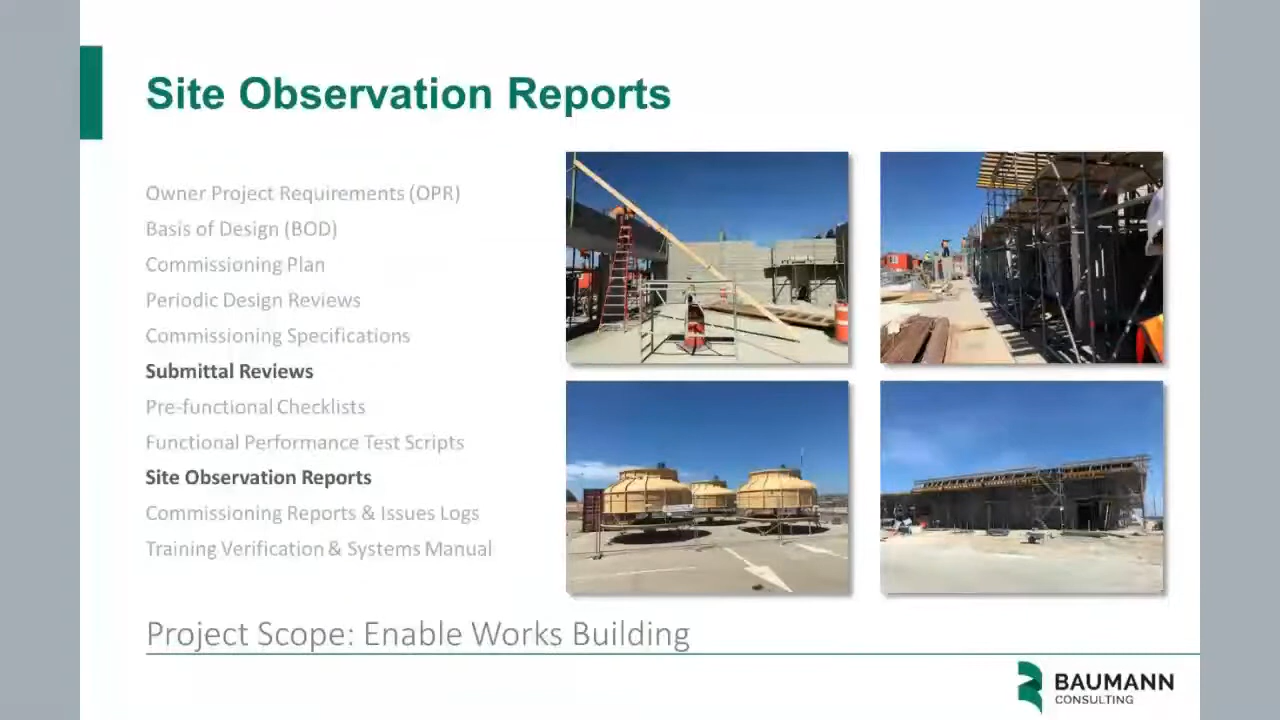 Site Observation Reports
Owner Project Requirements (OPR)
Basis of Design (BOD)
Commissioning Plan
Periodic Design Reviews
Commissioning Specifications
Submittal Reviews
Pre-functional Checklists
Functional Performance Test Scripts
Site Observation Reports
Commissioning Reports & Issues Logs
Training Verification & Systems Manual
Project Scope: Enable Works Building
BAUMANN
CONSULTING